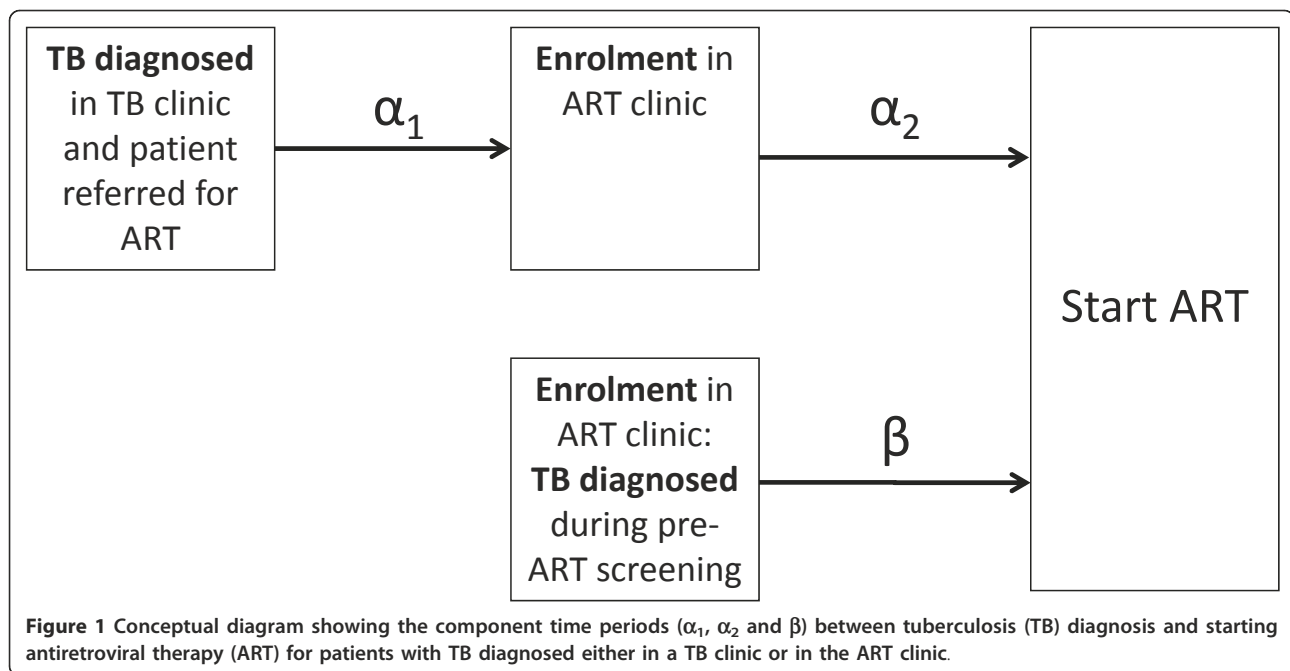 TB diagnosed
in TB clinic
and patient
referred for
ART
α₁
Enrolment in
ART clinic
α₂
Start ART
Enrolment in
ART clinic:
TB diagnosed
during pre-
ART screening
β
Figure 1 Conceptual diagram showing the component time periods (α₁, α₂ and β) between tuberculosis (TB) diagnosis and starting
antiretroviral therapy (ART) for patients with TB diagnosed either in a TB clinic or in the ART clinic.